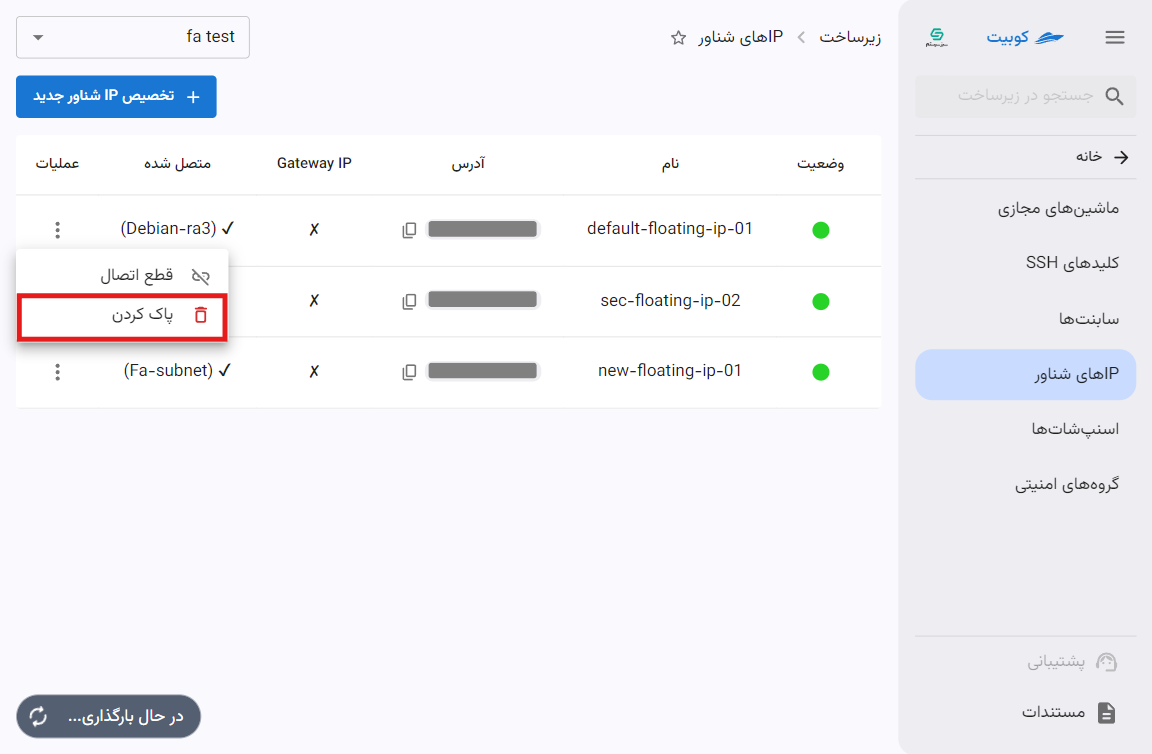 کوبیت
جستجو در زیرساخت
خانه
ماشین‌های مجازی
کلیدهای SSH
سابنت‌ها
IPهای شناور
اسنپ‌شات‌ها
گروه‌های امنیتی
پشتیبانی
مستندات
زیرساخت
IPهای شناور
fa test
تخصیص IP شناور جدید
وضعیت نام آدرس Gateway IP متصل شده عملیات
default-floating-ip-01 ✗ ✓ (Debian-ra3)
قطع اتصال
sec-floating-ip-02 ✗
پاک کردن
new-floating-ip-01 ✗ ✓ (Fa-subnet)
در حال بارگذاری...